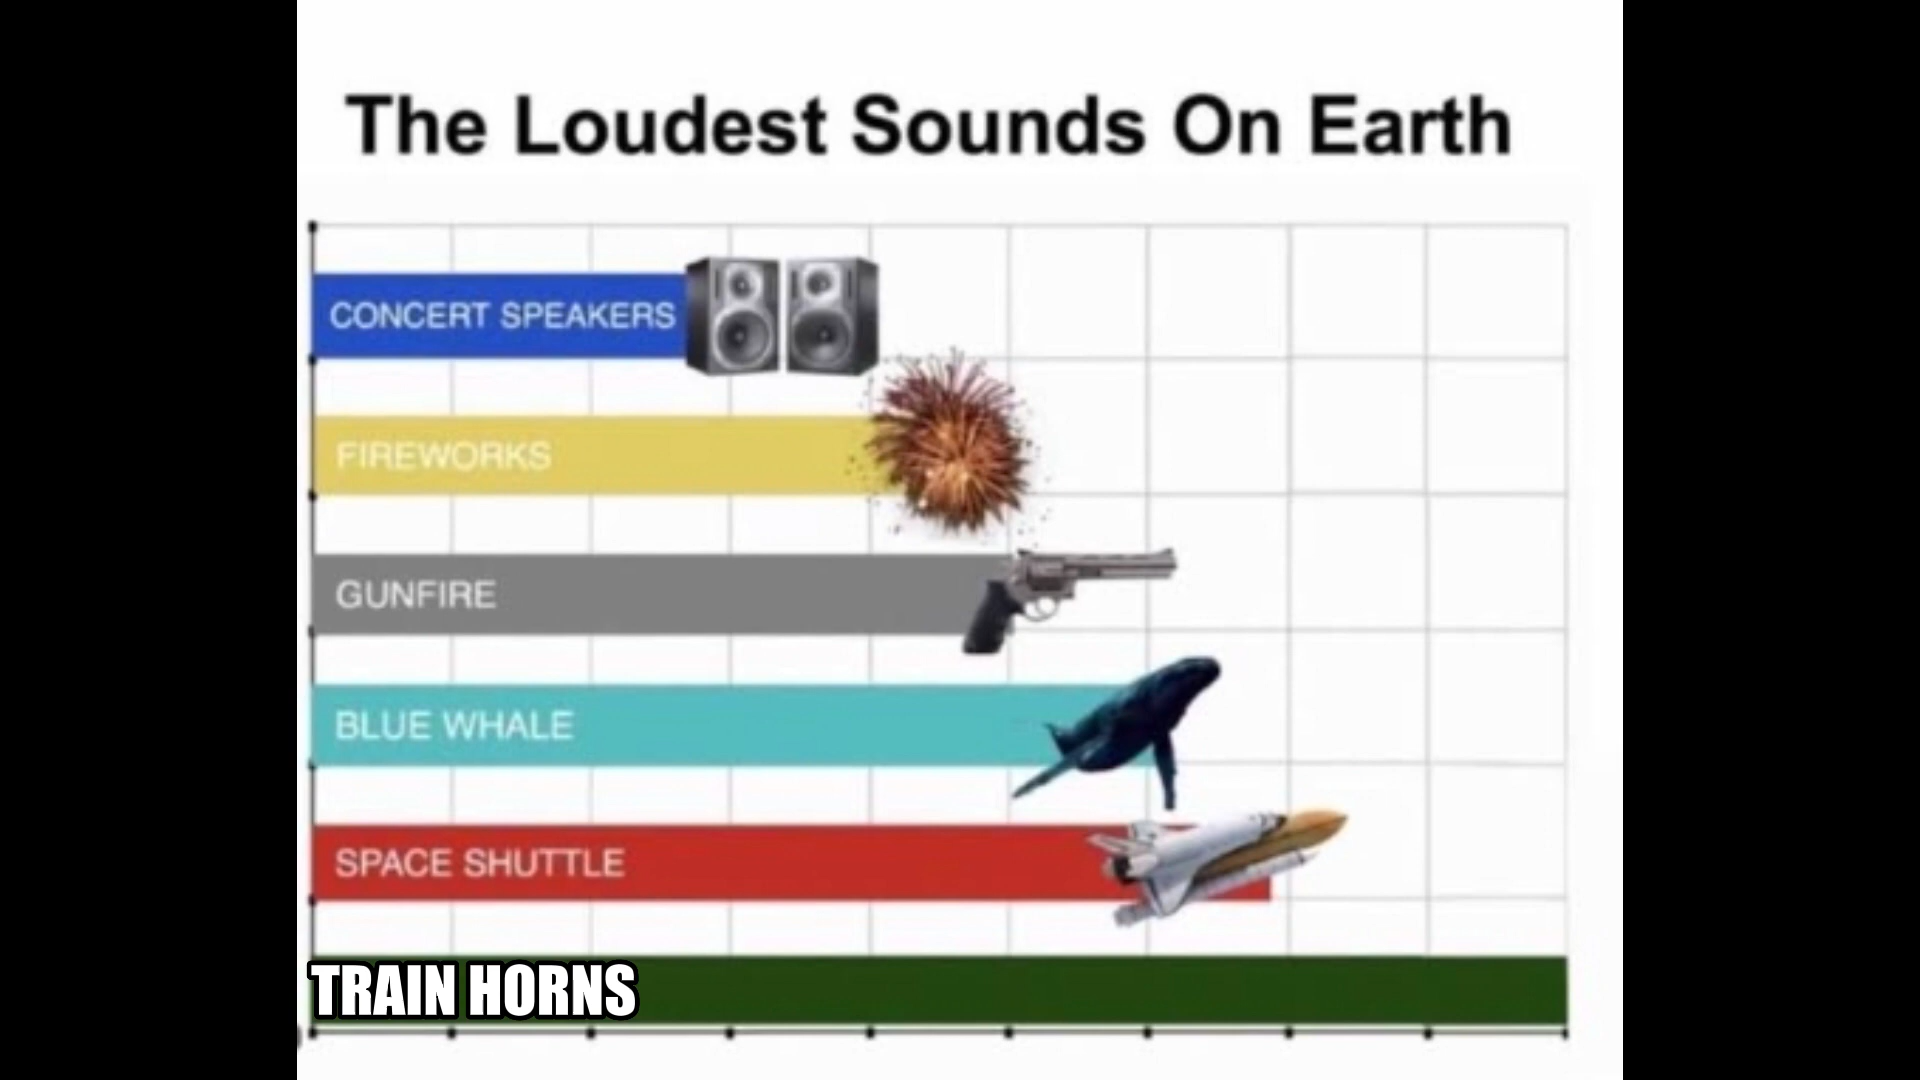 The Loudest Sounds On Earth
CONCERT SPEAKERS
FIREWORKS
GUNFIRE
BLUE WHALE
SPACE SHUTTLE
TRAIN HORNS